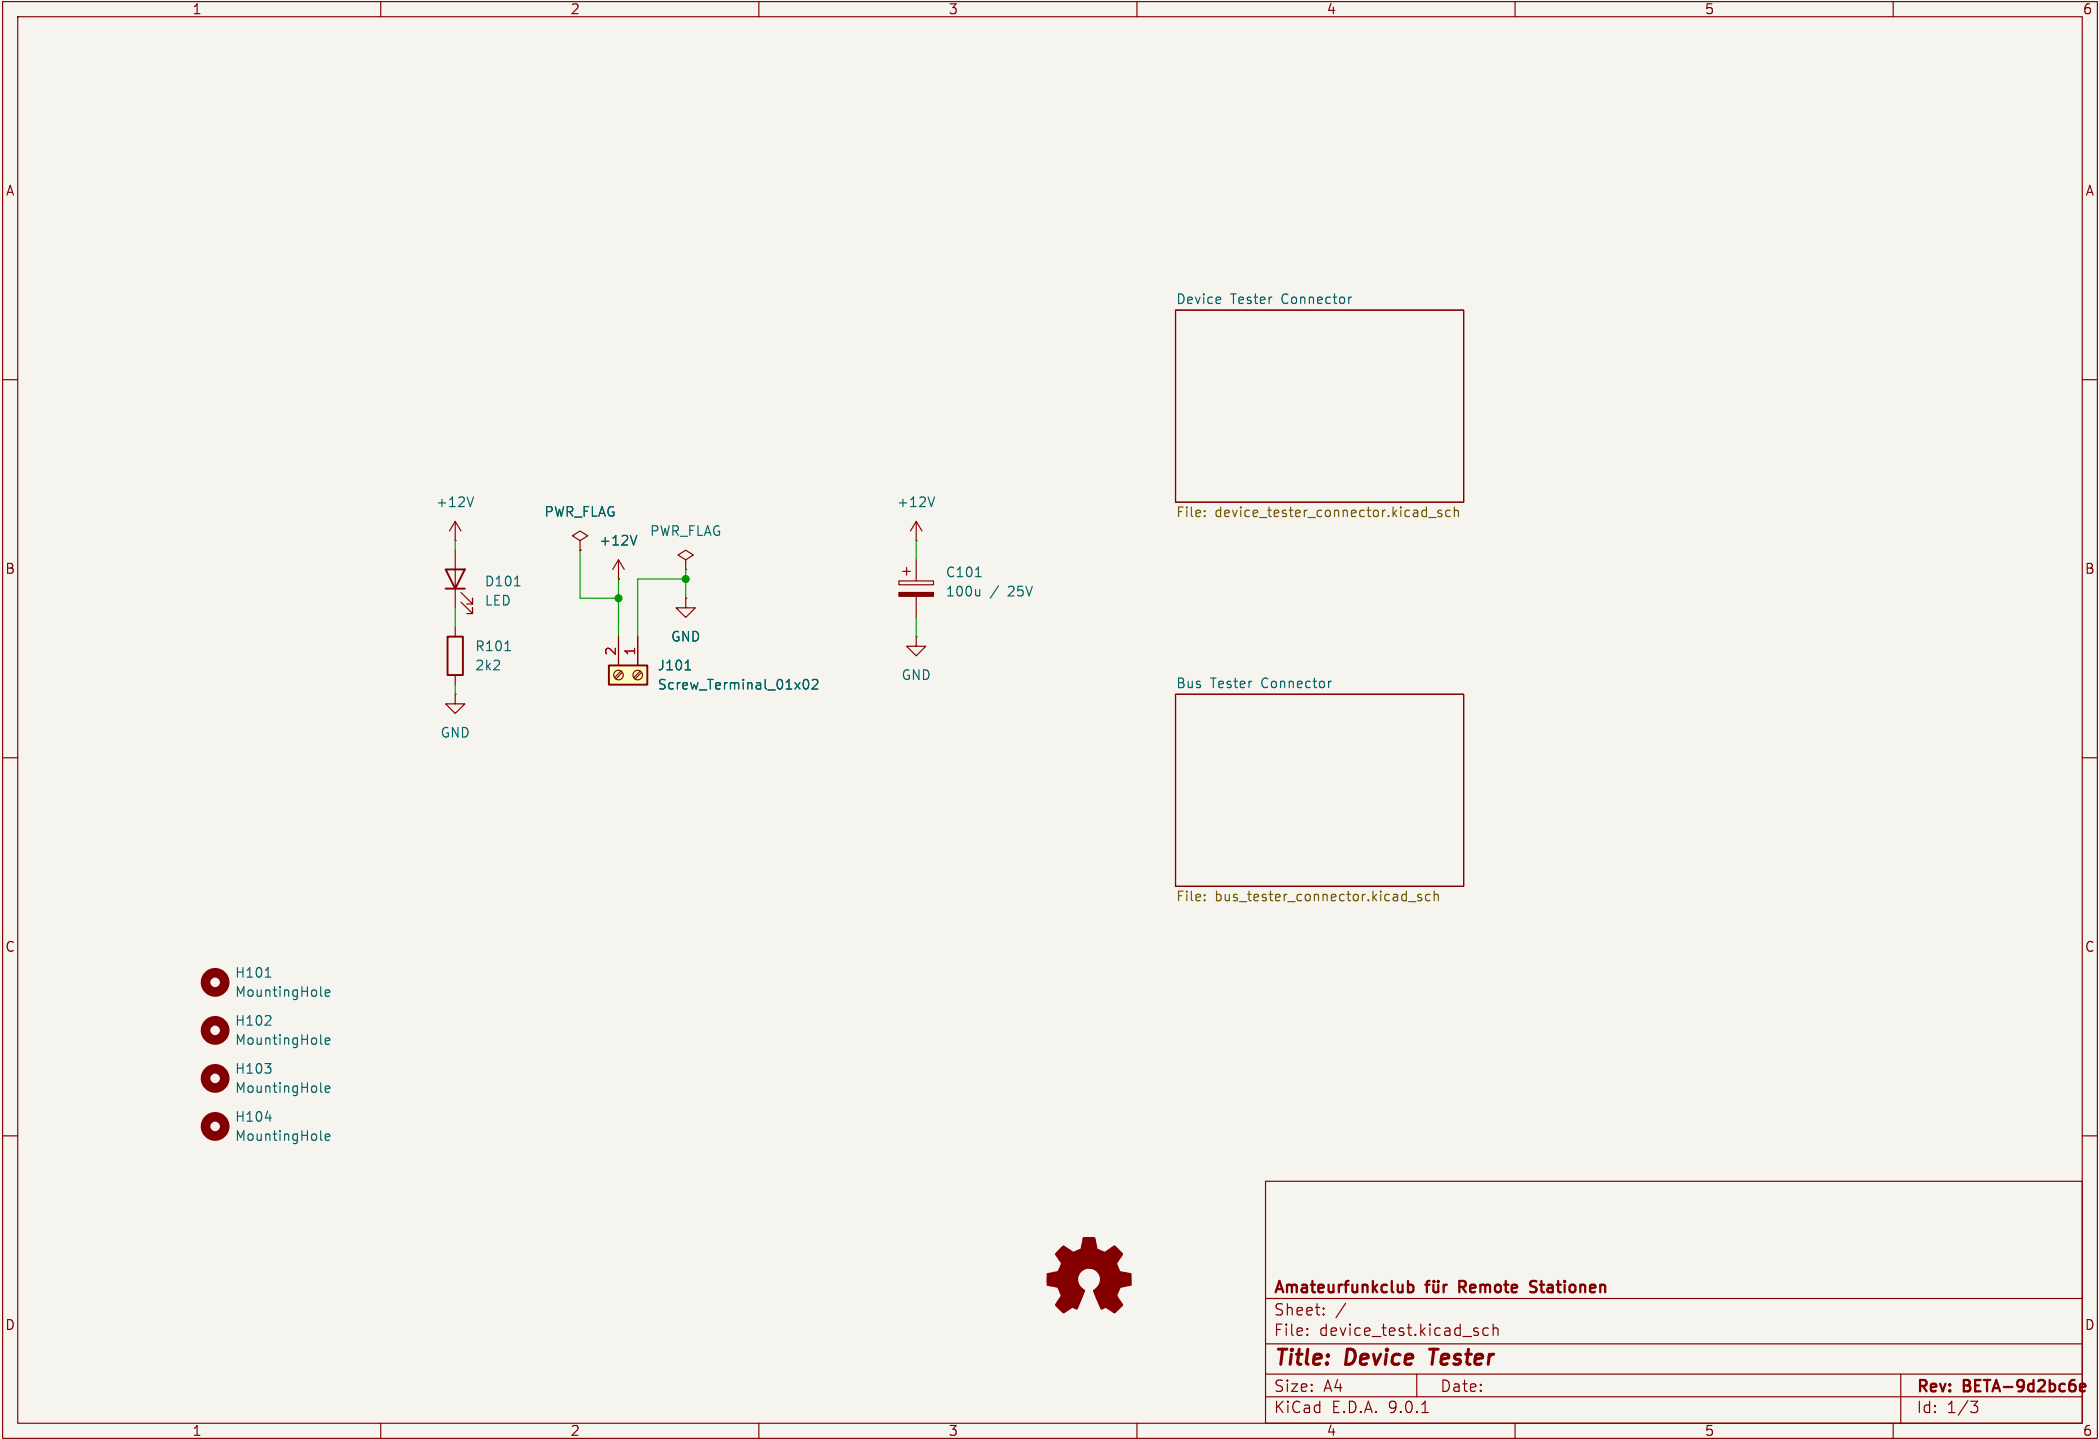 1 2 3 4 5 6
A A
Device Tester Connector
File: device_tester_connector.kicad_sch
B B
+12V
D101
LED
R101
2k2
GND
PWR_FLAG
+12V
PWR_FLAG
GND
2 1
J101
Screw_Terminal_01x02
+12V
+
C101
100u / 25V
GND
Bus Tester Connector
File: bus_tester_connector.kicad_sch
C C
H101
MountingHole
H102
MountingHole
H103
MountingHole
H104
MountingHole
D D
Amateurfunkclub für Remote Stationen
Sheet: /
File: device_test.kicad_sch
Title: Device Tester
Size: A4 Date: Rev: BETA-9d2bc6e
KiCad E.D.A. 9.0.1 Id: 1/3
1 2 3 4 5 6